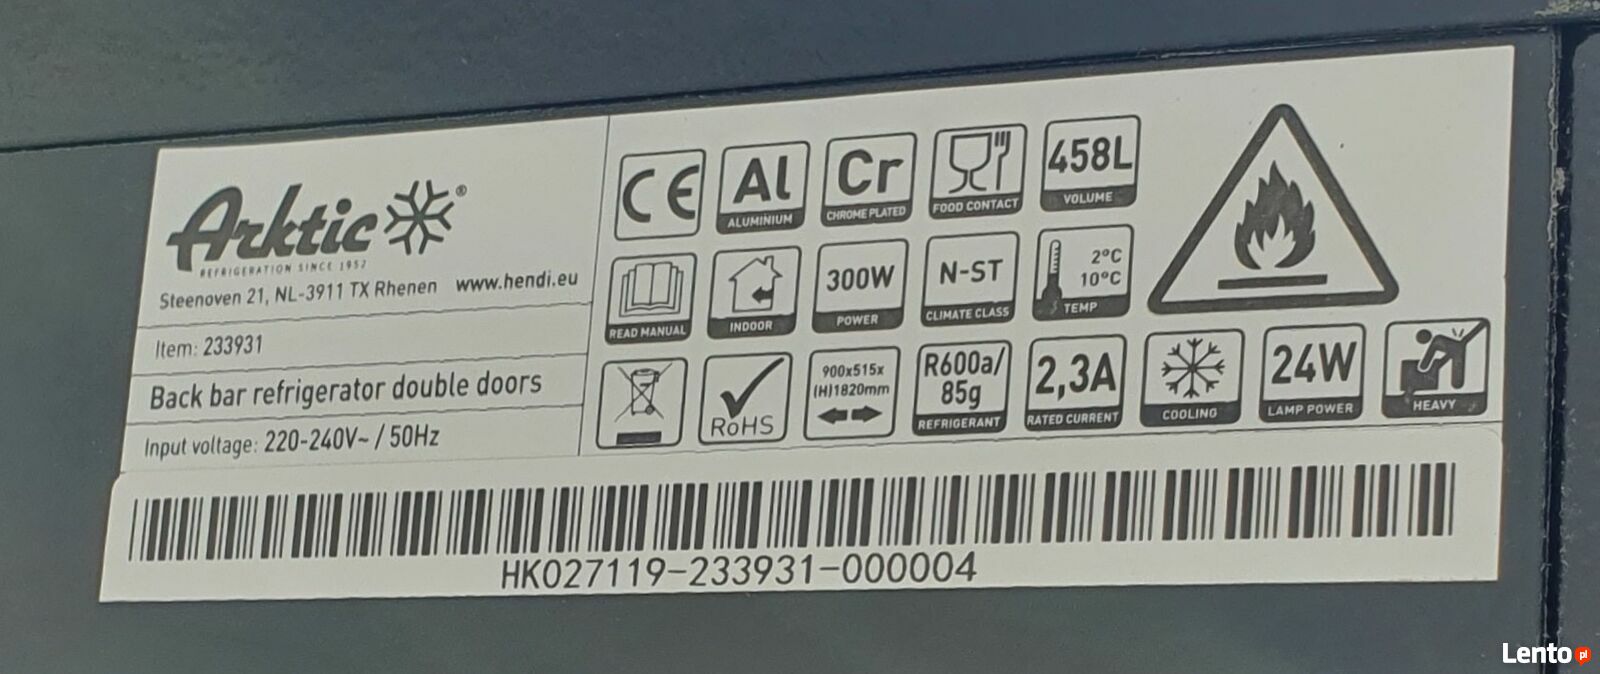 Arktic ®
REFRIGERATION SINCE 1952
Steenoven 21, NL-3911 TX Rhenen www.hendi.eu
Item: 233931
Back bar refrigerator double doors
Input voltage: 220-240V~ / 50Hz
CE
Al
ALUMINIUM
Cr
CHROME PLATED
FOOD CONTACT
458L
VOLUME
READ MANUAL
INDOOR
300W
POWER
N-ST
CLIMATE CLASS
2°C
10°C
TEMP
RoHS
900x515x
(H)1820mm
R600a/
85g
REFRIGERANT
2,3A
RATED CURRENT
COOLING
24W
LAMP POWER
HEAVY
HK027119-233931-000004
Lento pl